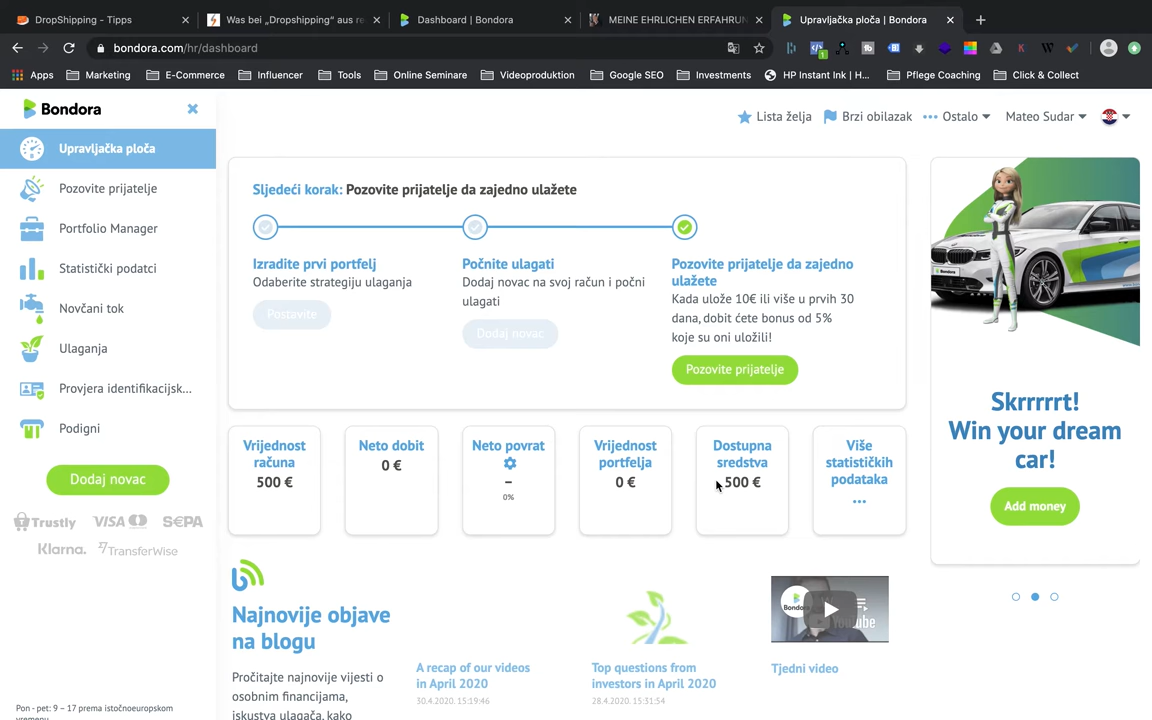 DropShipping - Tipps
Was bei „Dropshipping“ aus re
Dashboard | Bondora
MEINE EHRLICHEN ERFAHRUN
Upravljačka ploča | Bondora
bondora.com/hr/dashboard
Apps
Marketing
E-Commerce
Influencer
Tools
Online Seminare
Videoproduktion
Google SEO
Investments
HP Instant Ink | H...
Pflege Coaching
Click & Collect
Bondora
Upravljačka ploča
Pozovite prijatelje
Portfolio Manager
Statistički podatci
Novčani tok
Ulaganja
Provjera identifikacijsk...
Podigni
Dodaj novac
Trustly
VISA
SEPA
Klarna.
TransferWise
Pon - pet: 9 – 17 prema istočnoeuropskom
vremenu
Lista želja
Brzi obilazak
Ostalo
Mateo Sudar
Sljedeći korak: Pozovite prijatelje da zajedno ulažete
Izradite prvi portfelj
Odaberite strategiju ulaganja
Postavite
Počnite ulagati
Dodaj novac na svoj račun i počni
ulagati
Dodaj novac
Pozovite prijatelje da zajedno
ulažete
Kada ulože 10€ ili više u prvih 30
dana, dobit ćete bonus od 5%
koje su oni uložili!
Pozovite prijatelje
Vrijednost
računa
500 €
Neto dobit
0 €
Neto povrat
–
0%
Vrijednost
portfelja
0 €
Dostupna
sredstva
500 €
Više
statističkih
podataka
...
Skrrrrrt!
Win your dream
car!
Add money
Najnovije objave
na blogu
Pročitajte najnovije vijesti o
osobnim financijama,
iskustva ulagača, kako
A recap of our videos
in April 2020
30.4.2020. 15:19:46
Top questions from
investors in April 2020
28.4.2020. 15:31:54
Tjedni video